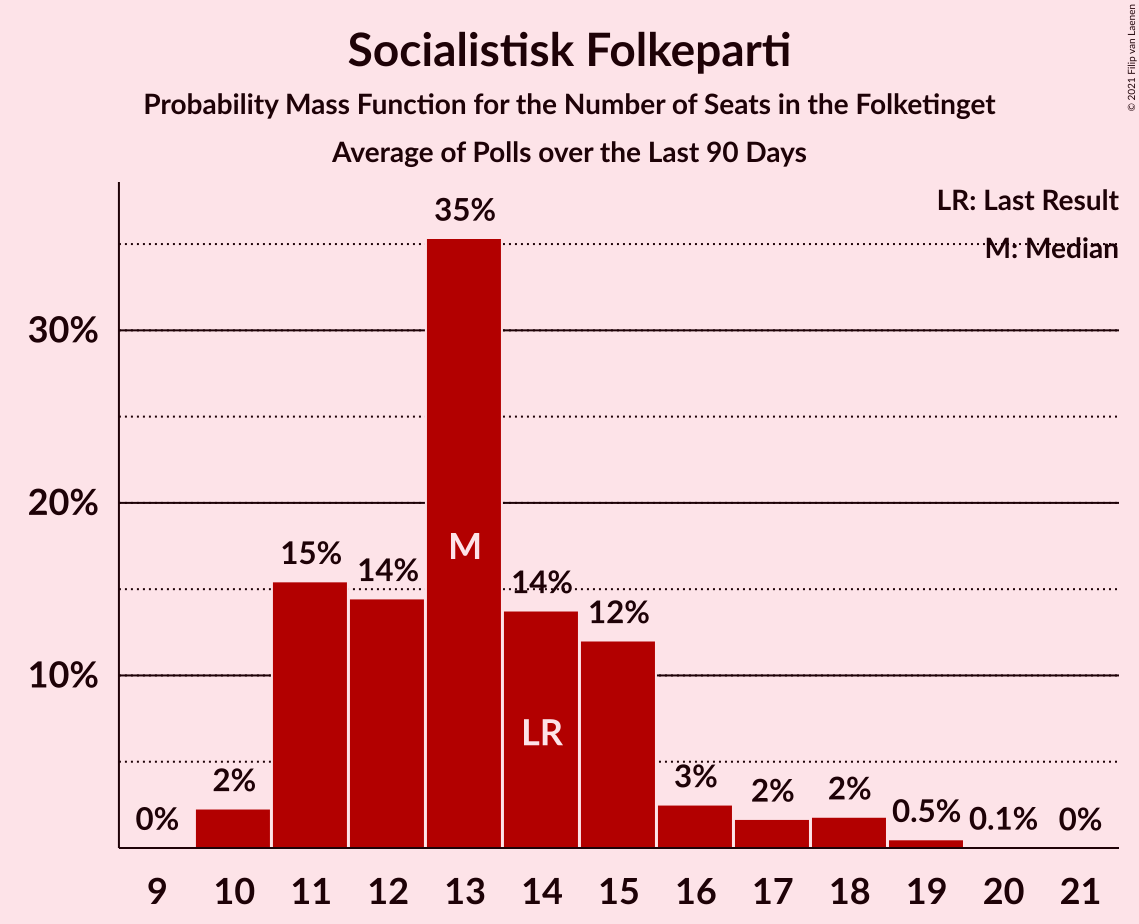 Socialistisk Folkeparti
Probability Mass Function for the Number of Seats in the Folketinget
Average of Polls over the Last 90 Days
© 2021 Filip van Laenen
LR: Last Result
M: Median
35%
30%
20%
10%
15%
14%
M
14%
12%
LR
0%
2%
3%
2%
2%
0.5%
0.1%
0%
9 10 11 12 13 14 15 16 17 18 19 20 21